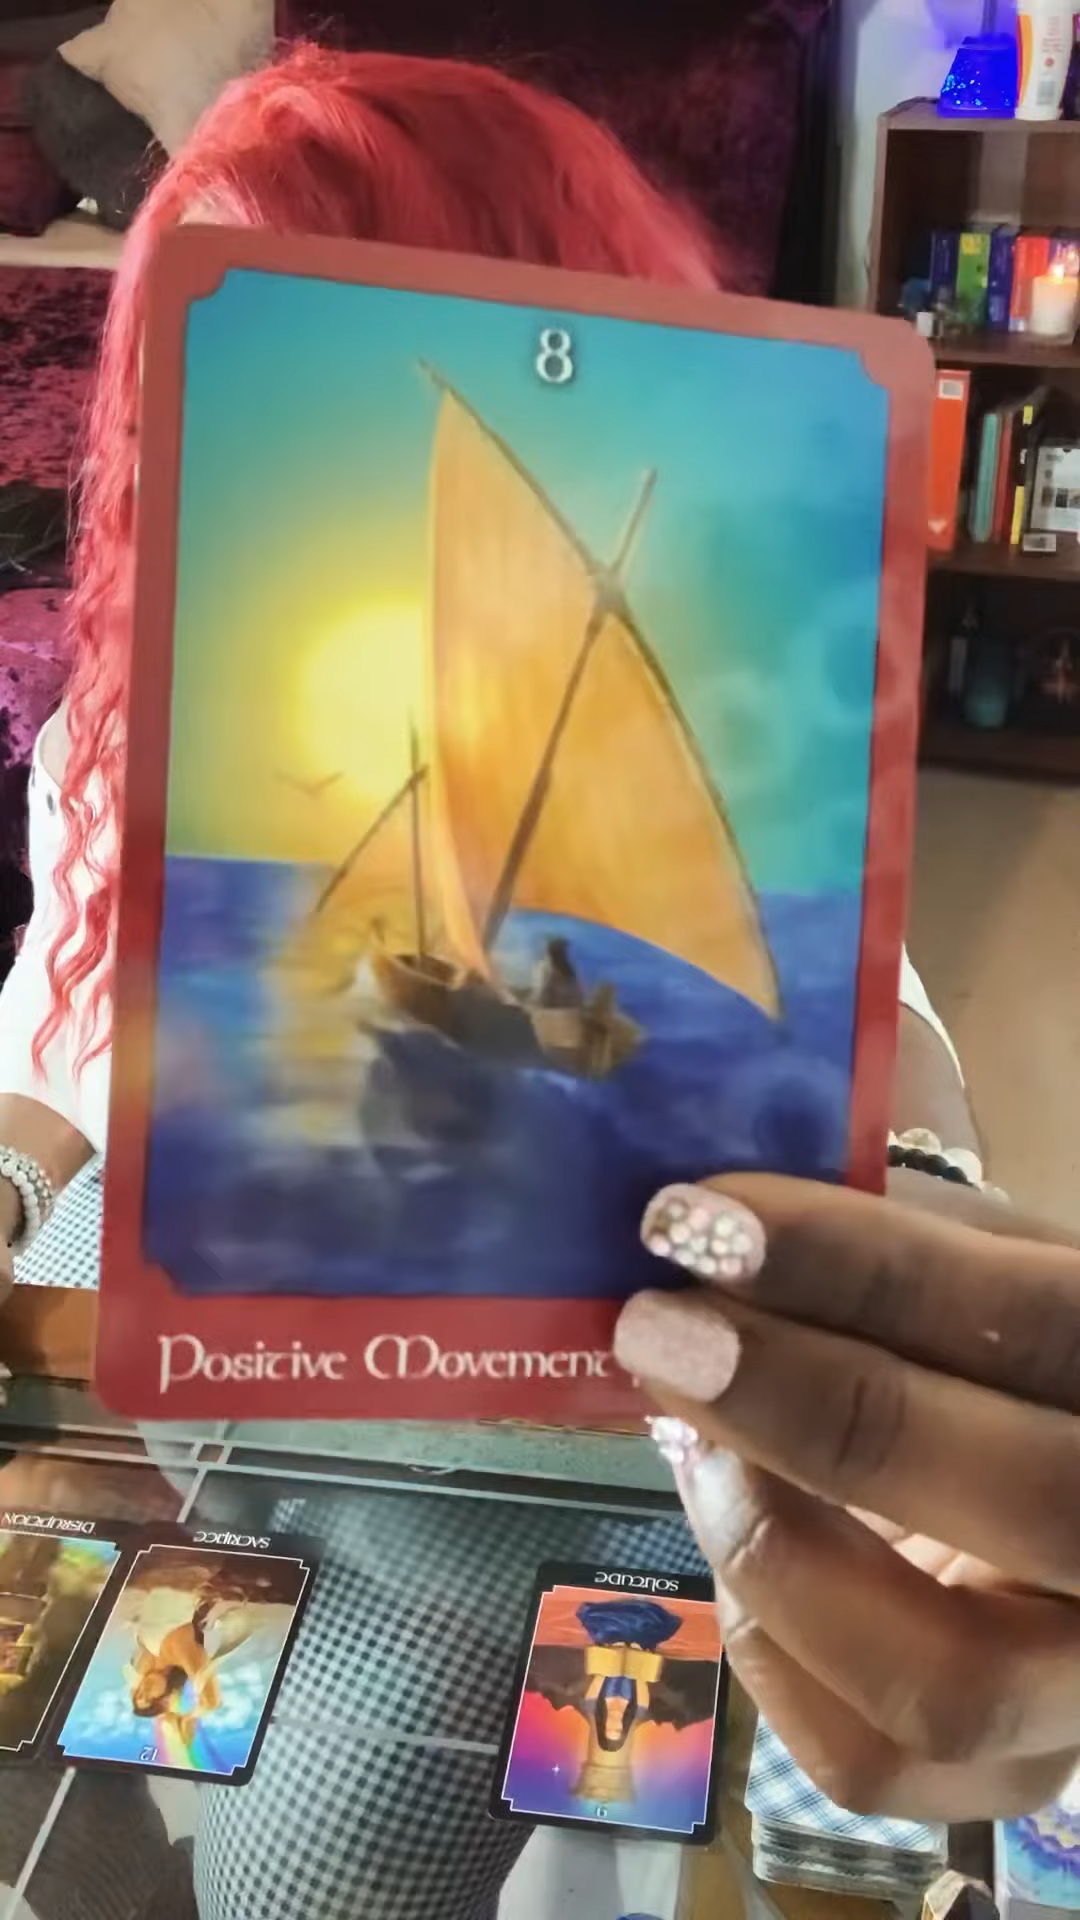 8
Positive Movement
DISRUPTION
SACRIFICE
12
SOLITUDE
9